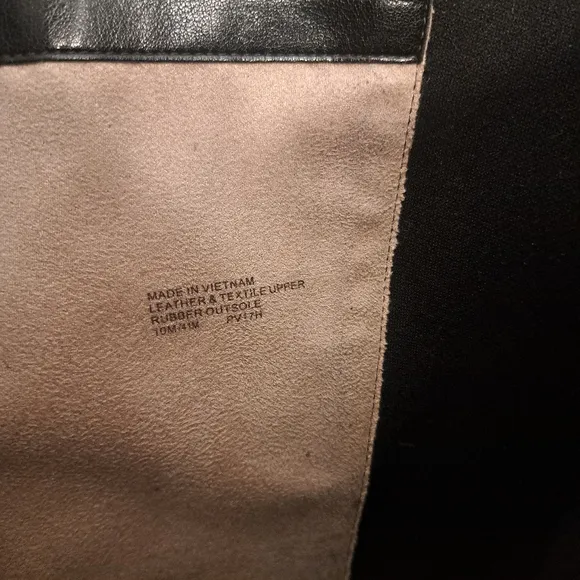 MADE IN VIETNAM
LEATHER & TEXTILE UPPER
RUBBER OUTSOLE
10M/41M PV17H